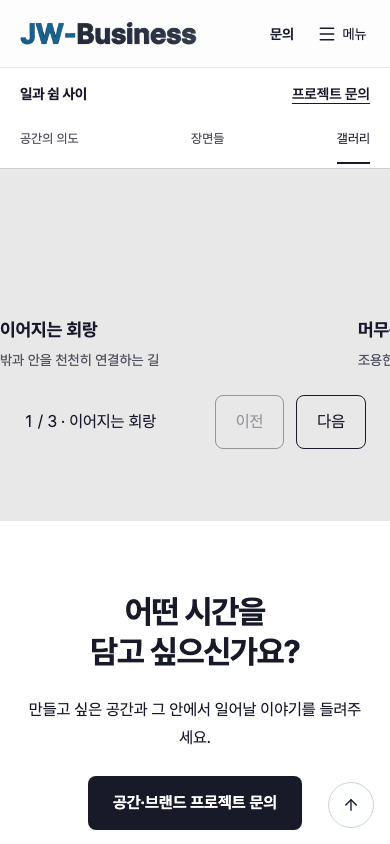 JW-Business 문의 메뉴
일과 쉼 사이 프로젝트 문의
공간의 의도 장면들 갤러리
이어지는 회랑 머무
밖과 안을 천천히 연결하는 길 조용한
1 / 3 · 이어지는 회랑 이전 다음
어떤 시간을
담고 싶으신가요?
만들고 싶은 공간과 그 안에서 일어날 이야기를 들려주
세요.
공간·브랜드 프로젝트 문의